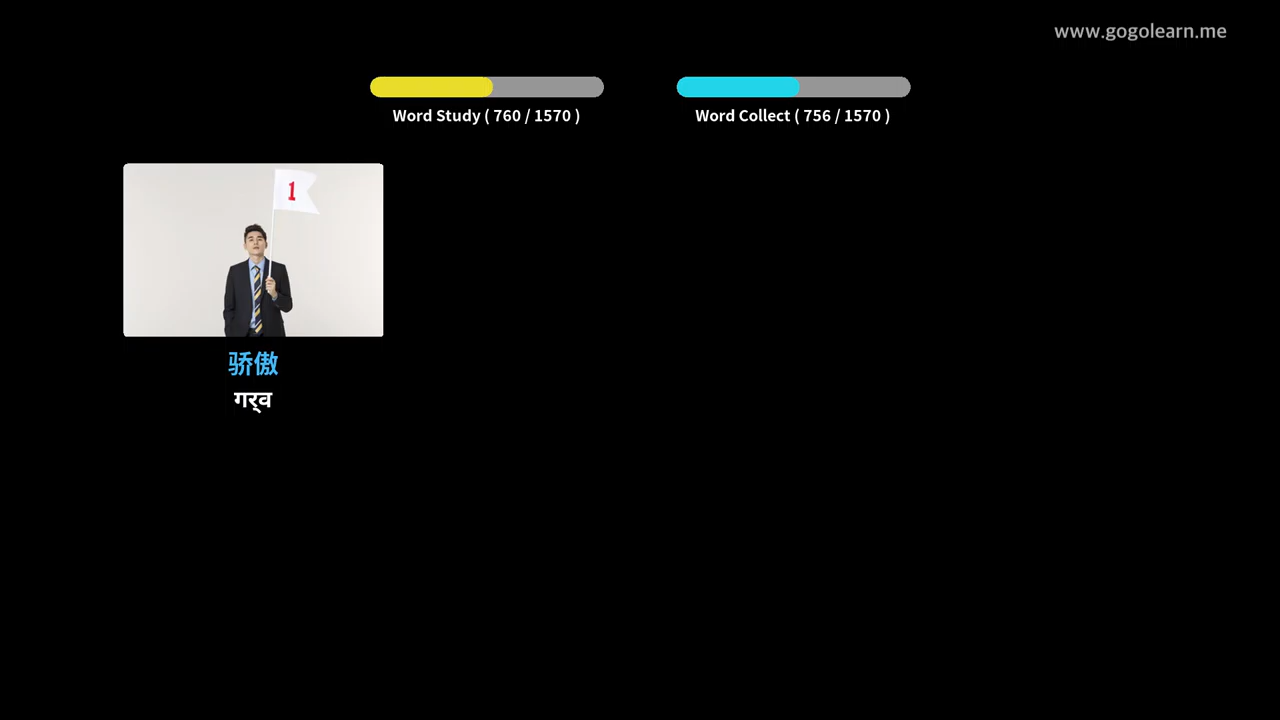 www.gogolearn.me
Word Study ( 760 / 1570 )
Word Collect ( 756 / 1570 )
1
骄傲
गर्‍व